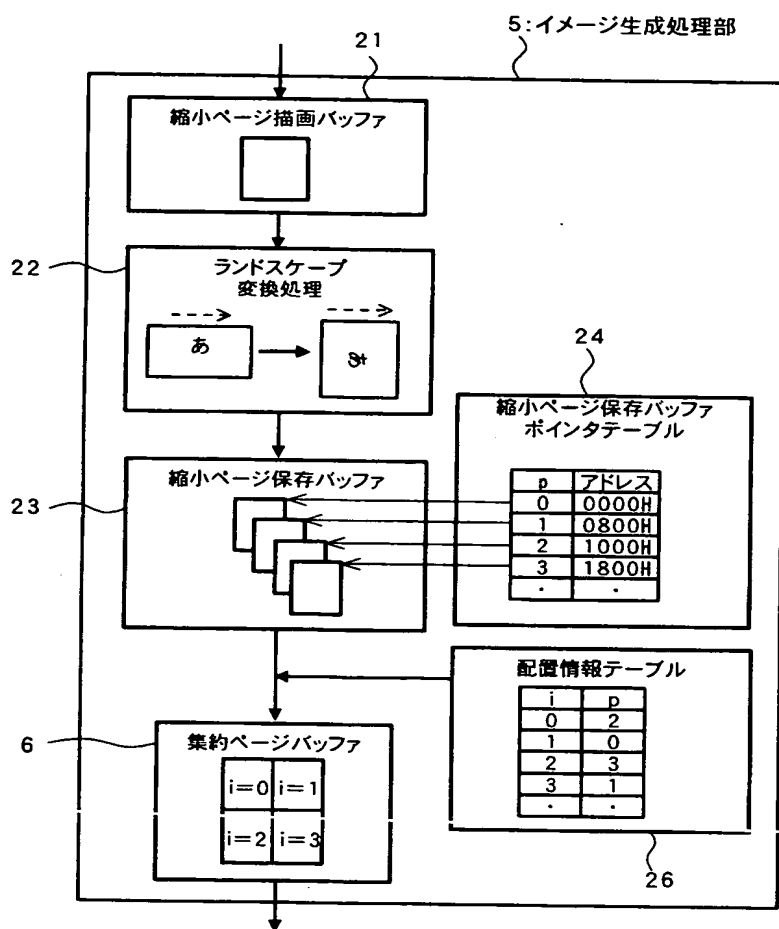 5:イメージ生成処理部
21
縮小ページ描画バッファ
22
ランドスケープ
変換処理
あ
あ
24
縮小ページ保存バッファ
ポインタテーブル
p アドレス
0 0000H
1 0800H
2 1000H
3 1800H
・ ・
23
縮小ページ保存バッファ
配置情報テーブル
i p
0 2
1 0
2 3
3 1
・ ・
26
6
集約ページバッファ
i=0 i=1
i=2 i=3